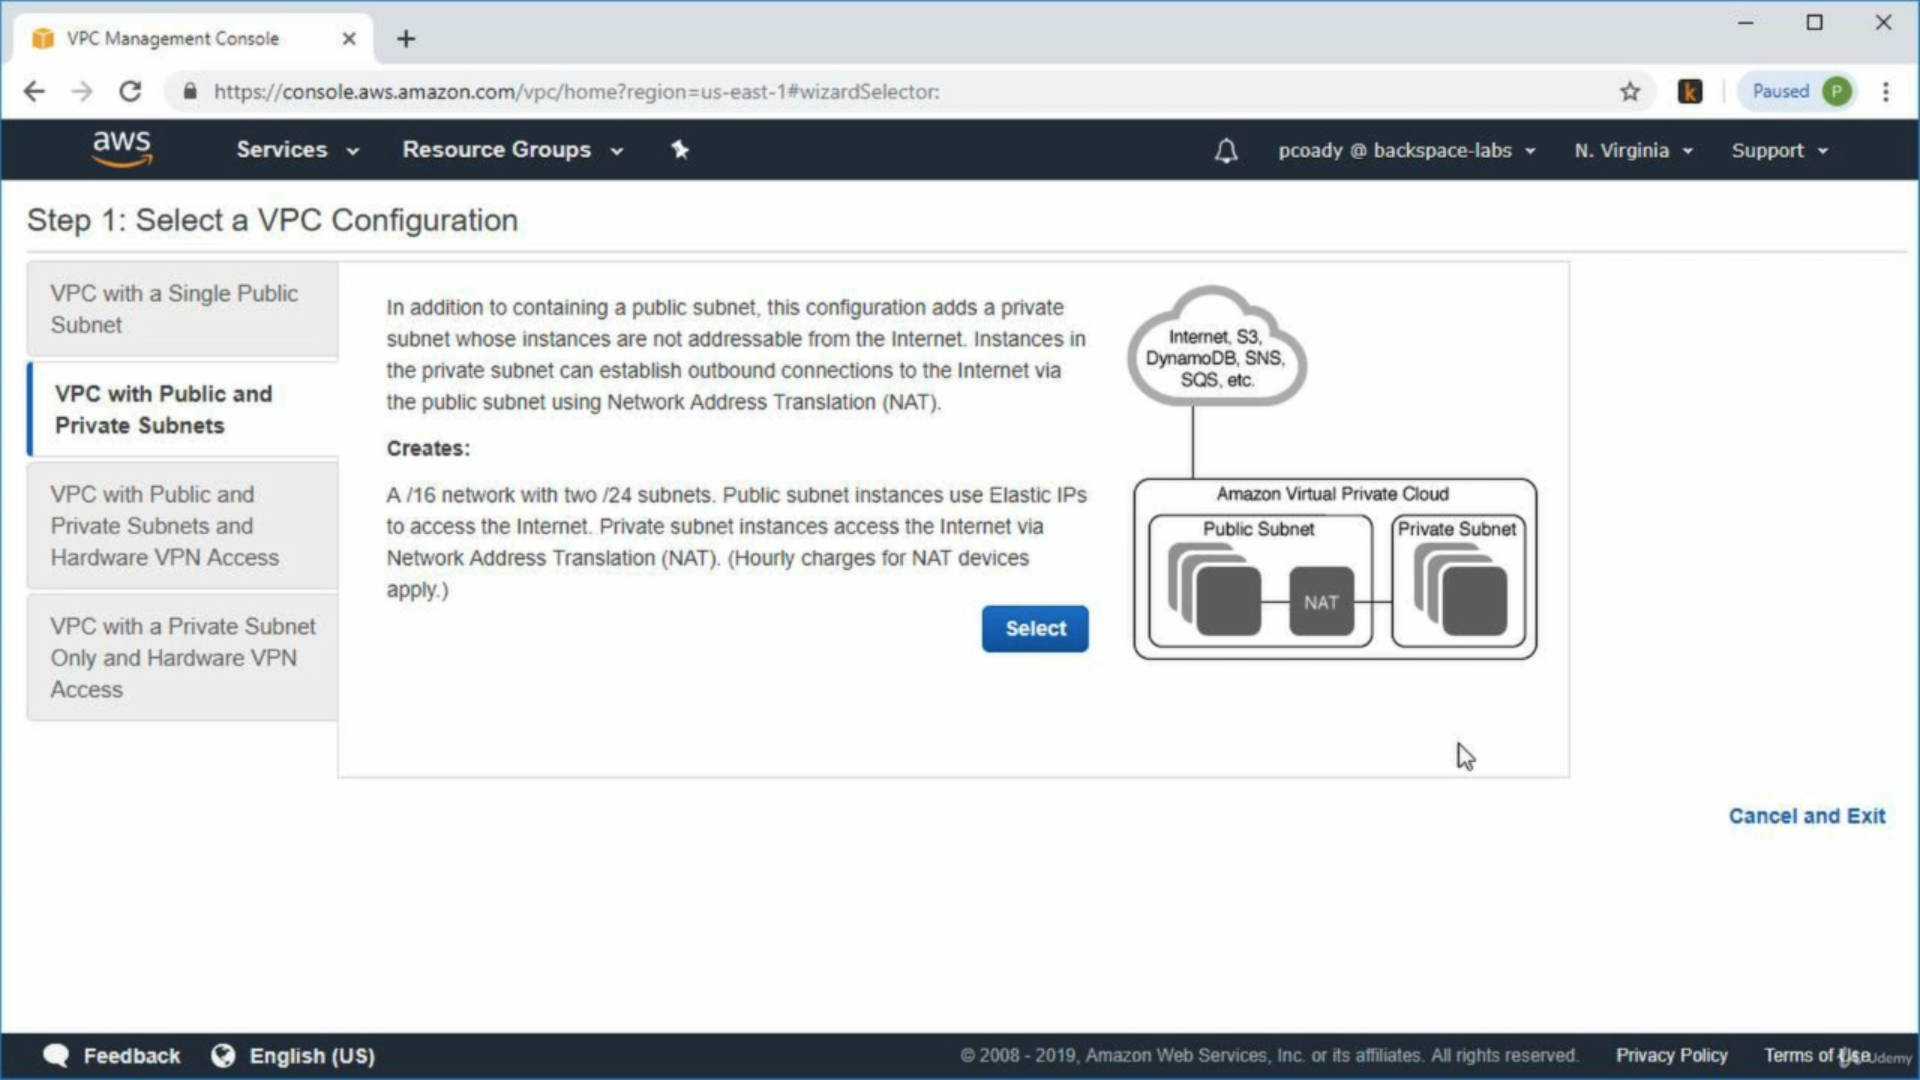 VPC Management Console
https://console.aws.amazon.com/vpc/home?region=us-east-1#wizardSelector:
k
Paused P
aws
Services
Resource Groups
pcoady @ backspace-labs
N. Virginia
Support
Step 1: Select a VPC Configuration
VPC with a Single Public
Subnet
VPC with Public and
Private Subnets
VPC with Public and
Private Subnets and
Hardware VPN Access
VPC with a Private Subnet
Only and Hardware VPN
Access
In addition to containing a public subnet, this configuration adds a private
subnet whose instances are not addressable from the Internet. Instances in
the private subnet can establish outbound connections to the Internet via
the public subnet using Network Address Translation (NAT).
Creates:
A /16 network with two /24 subnets. Public subnet instances use Elastic IPs
to access the Internet. Private subnet instances access the Internet via
Network Address Translation (NAT). (Hourly charges for NAT devices
apply.)
Select
Internet, S3,
DynamoDB, SNS,
SQS, etc.
Amazon Virtual Private Cloud
Public Subnet
Private Subnet
NAT
Cancel and Exit
Feedback
English (US)
© 2008 - 2019, Amazon Web Services, Inc. or its affiliates. All rights reserved.
Privacy Policy
Terms of Use
Udemy